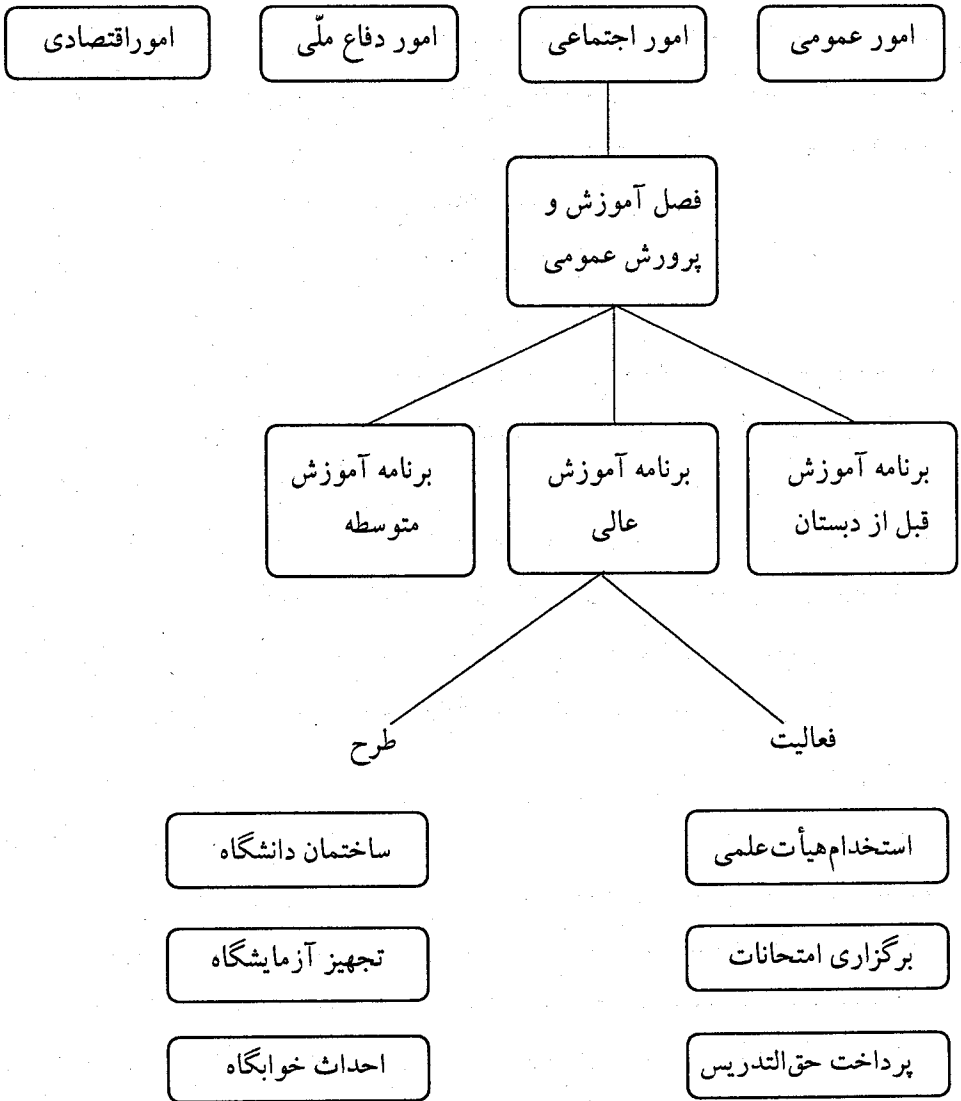 امور عمومی
امور اجتماعی
امور دفاع ملّی
اموراقتصادی
فصل آموزش و
پرورش عمومی
برنامه آموزش
قبل از دبستان
برنامه آموزش
عالی
برنامه آموزش
متوسطه
فعالیت
طرح
استخدام‌هیأت‌علمی
ساختمان دانشگاه
برگزاری امتحانات
تجهیز آزمایشگاه
پرداخت حق‌التدریس
احداث خوابگاه